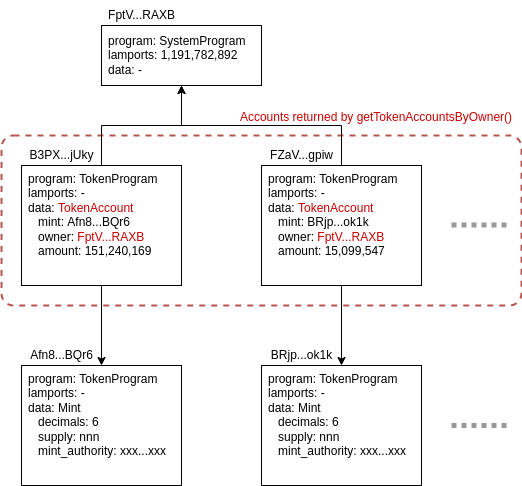 FptV...RAXB
program: SystemProgram
lamports: 1,191,782,892
data: -
Accounts returned by getTokenAccountsByOwner()
B3PX...jUky
program: TokenProgram
lamports: -
data: TokenAccount
mint: Afn8...BQr6
owner: FptV...RAXB
amount: 151,240,169
FZaV...gpiw
program: TokenProgram
lamports: -
data: TokenAccount
mint: BRjp...ok1k
owner: FptV...RAXB
amount: 15,099,547
Afn8...BQr6
program: TokenProgram
lamports: -
data: Mint
decimals: 6
supply: nnn
mint_authority: xxx...xxx
BRjp...ok1k
program: TokenProgram
lamports: -
data: Mint
decimals: 6
supply: nnn
mint_authority: xxx...xxx